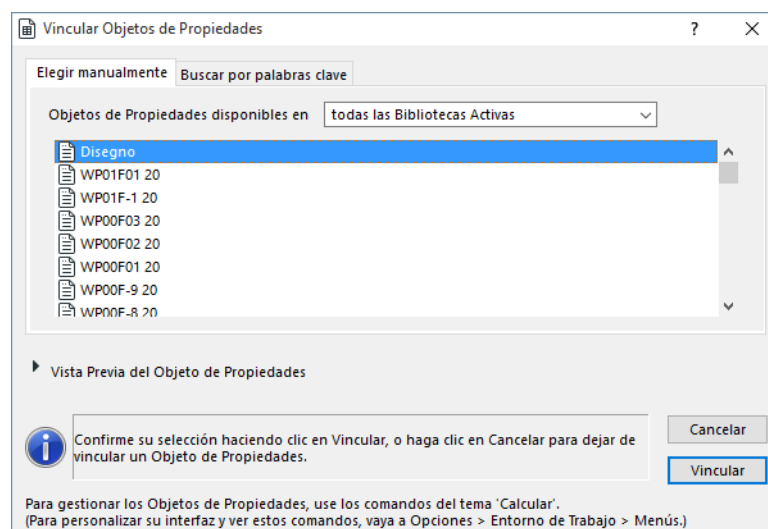 Vincular Objetos de Propiedades
?
Elegir manualmente
Buscar por palabras clave
Objetos de Propiedades disponibles en
todas las Bibliotecas Activas
Disegno
WP01F01 20
WP01F-1 20
WP00F03 20
WP00F02 20
WP00F01 20
WP00F-9 20
WP00F-8 20
Vista Previa del Objeto de Propiedades
Confirme su selección haciendo clic en Vincular, o haga clic en Cancelar para dejar de
vincular un Objeto de Propiedades.
Cancelar
Vincular
Para gestionar los Objetos de Propiedades, use los comandos del tema 'Calcular'.
(Para personalizar su interfaz y ver estos comandos, vaya a Opciones > Entorno de Trabajo > Menús.)